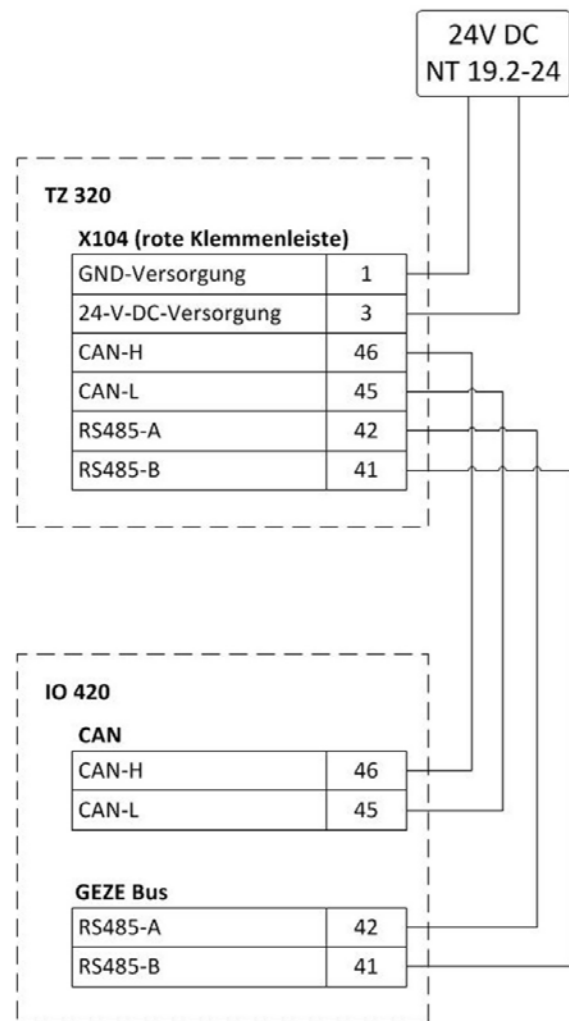 24V DC
NT 19.2-24
TZ 320
X104 (rote Klemmenleiste)
GND-Versorgung 1
24-V-DC-Versorgung 3
CAN-H 46
CAN-L 45
RS485-A 42
RS485-B 41
IO 420
CAN
CAN-H 46
CAN-L 45
GEZE Bus
RS485-A 42
RS485-B 41